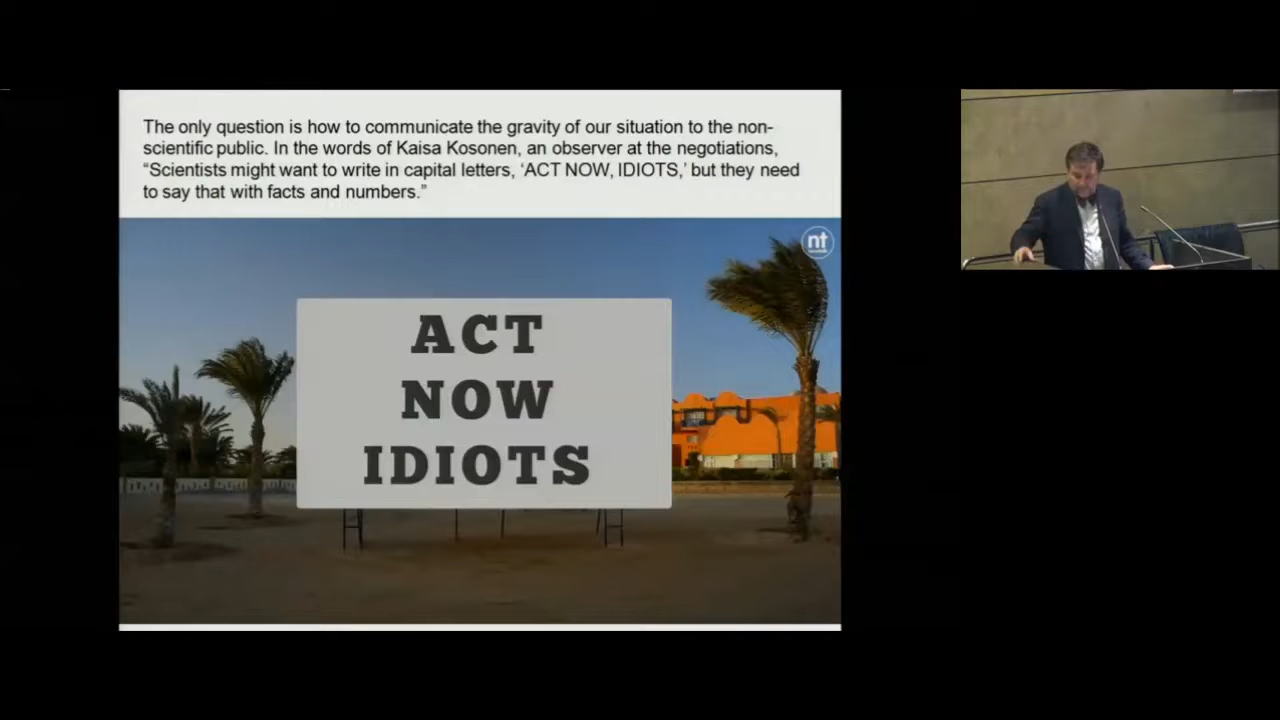 The only question is how to communicate the gravity of our situation to the non-
scientific public. In the words of Kaisa Kosonen, an observer at the negotiations,
“Scientists might want to write in capital letters, ‘ACT NOW, IDIOTS,’ but they need
to say that with facts and numbers.”
nt
ACT
NOW
IDIOTS